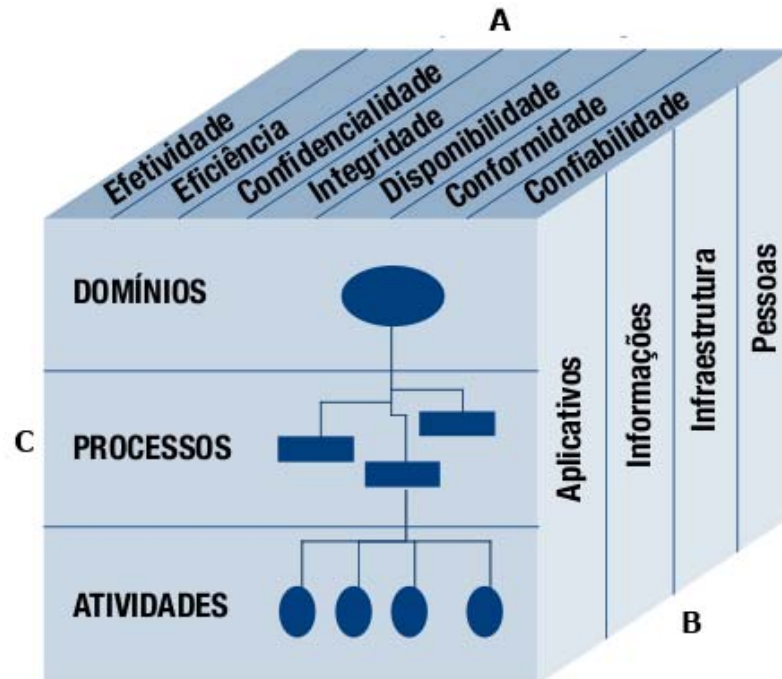 A
Efetividade
Eficiência
Confidencialidade
Integridade
Disponibilidade
Conformidade
Confiabilidade
DOMÍNIOS
PROCESSOS
ATIVIDADES
C
Aplicativos
Informações
Infraestrutura
Pessoas
B